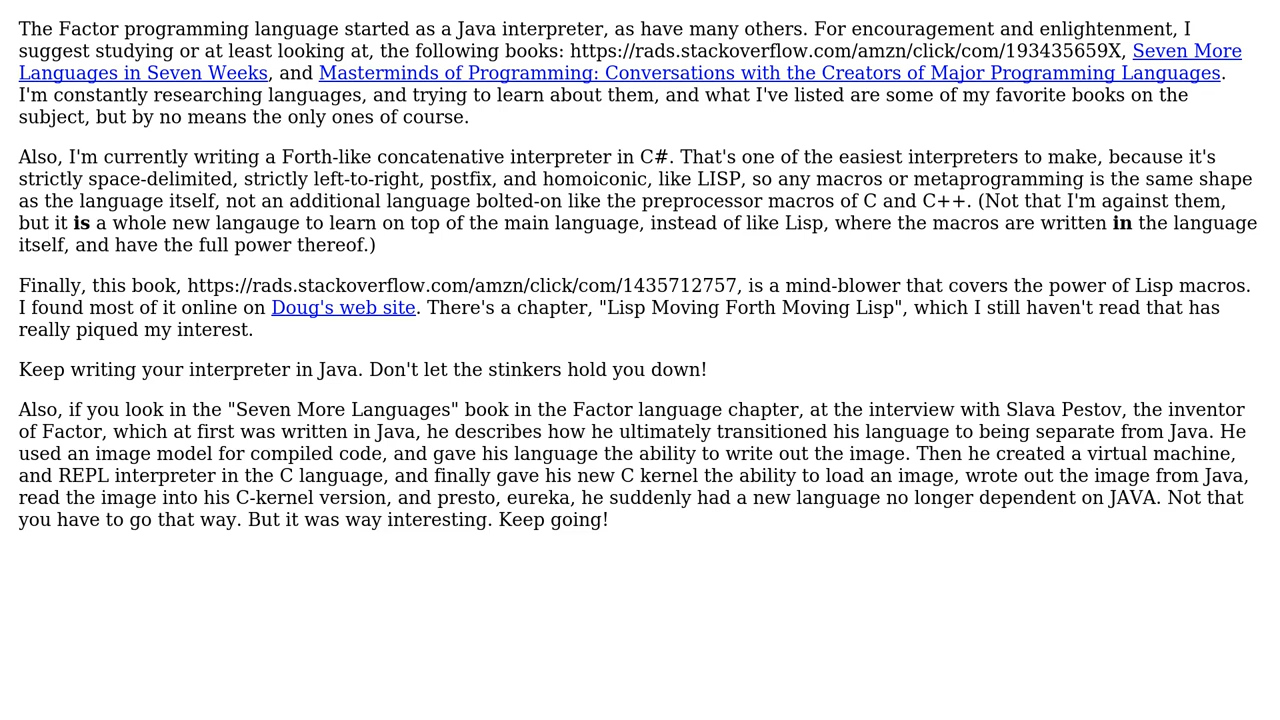 The Factor programming language started as a Java interpreter, as have many others. For encouragement and enlightenment, I
suggest studying or at least looking at, the following books: https://rads.stackoverflow.com/amzn/click/com/193435659X, Seven More
Languages in Seven Weeks, and Masterminds of Programming: Conversations with the Creators of Major Programming Languages.
I'm constantly researching languages, and trying to learn about them, and what I've listed are some of my favorite books on the
subject, but by no means the only ones of course.
Also, I'm currently writing a Forth-like concatenative interpreter in C#. That's one of the easiest interpreters to make, because it's
strictly space-delimited, strictly left-to-right, postfix, and homoiconic, like LISP, so any macros or metaprogramming is the same shape
as the language itself, not an additional language bolted-on like the preprocessor macros of C and C++. (Not that I'm against them,
but it is a whole new langauge to learn on top of the main language, instead of like Lisp, where the macros are written in the language
itself, and have the full power thereof.)
Finally, this book, https://rads.stackoverflow.com/amzn/click/com/1435712757, is a mind-blower that covers the power of Lisp macros.
I found most of it online on Doug's web site. There's a chapter, "Lisp Moving Forth Moving Lisp", which I still haven't read that has
really piqued my interest.
Keep writing your interpreter in Java. Don't let the stinkers hold you down!
Also, if you look in the "Seven More Languages" book in the Factor language chapter, at the interview with Slava Pestov, the inventor
of Factor, which at first was written in Java, he describes how he ultimately transitioned his language to being separate from Java. He
used an image model for compiled code, and gave his language the ability to write out the image. Then he created a virtual machine,
and REPL interpreter in the C language, and finally gave his new C kernel the ability to load an image, wrote out the image from Java,
read the image into his C-kernel version, and presto, eureka, he suddenly had a new language no longer dependent on JAVA. Not that
you have to go that way. But it was way interesting. Keep going!